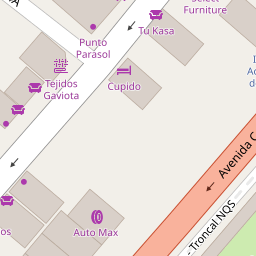 Select
Furniture
Tu Kasa
Punto
Parasol
Tejidos
Gaviota
Cupido
Avenida C
- Troncal NQS
Auto Max